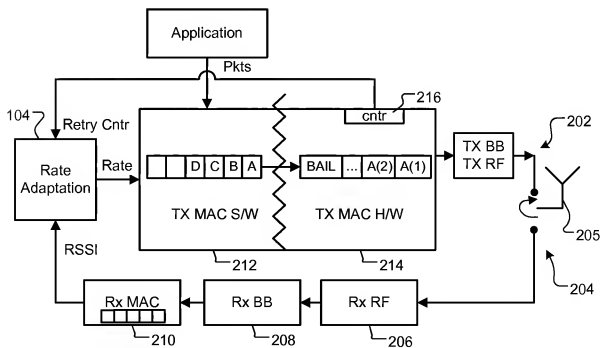 Application
Pkts
216
cntr
104
Retry Cntr
202
Rate
Adaptation
Rate
D C B A
BAIL ... A(2) A(1)
TX BB
TX RF
TX MAC S/W
TX MAC H/W
205
RSSI
212
214
204
Rx MAC
Rx BB
Rx RF
210
208
206